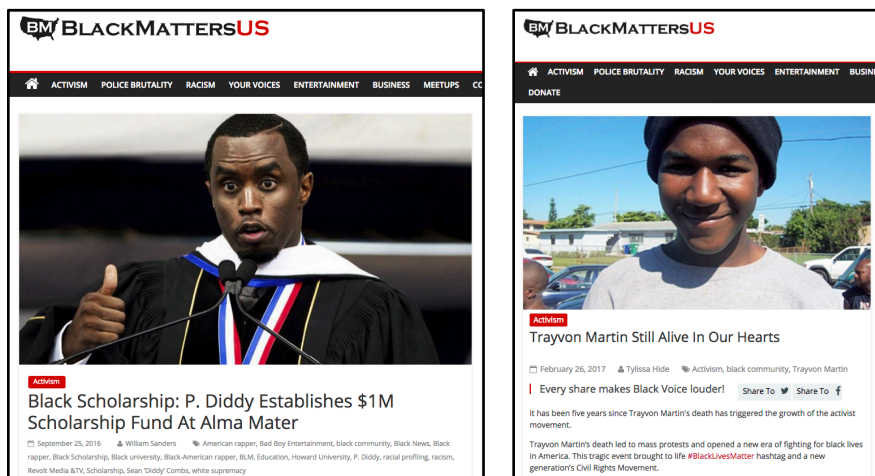 BM BLACKMATTERSUS
ACTIVISM POLICE BRUTALITY RACISM YOUR VOICES ENTERTAINMENT BUSINESS MEETUPS CO
Activism
Black Scholarship: P. Diddy Establishes $1M
Scholarship Fund At Alma Mater
September 25, 2016 William Sanders American rapper, Bad Boy Entertainment, black community, Black News, Black
rapper, Black Scholarship, Black university, Black-American rapper, BLM, Education, Howard University, P. Diddy, racial profiling, racism,
Revolt Media &TV, Scholarship, Sean 'Diddy' Combs, white supremacy
BM BLACKMATTERSUS
ACTIVISM POLICE BRUTALITY RACISM YOUR VOICES ENTERTAINMENT BUSIN
DONATE
Activism
Trayvon Martin Still Alive In Our Hearts
February 26, 2017 Tylissa Hide Activism, black community, Trayvon Martin
Every share makes Black Voice louder! Share To Share To
It has been five years since Trayvon Martin's death has triggered the growth of the activist
movement.
Trayvon Martin's death led to mass protests and opened a new era of fighting for black lives
in America. This tragic event brought to life #BlackLivesMatter hashtag and a new
generation's Civil Rights Movement.